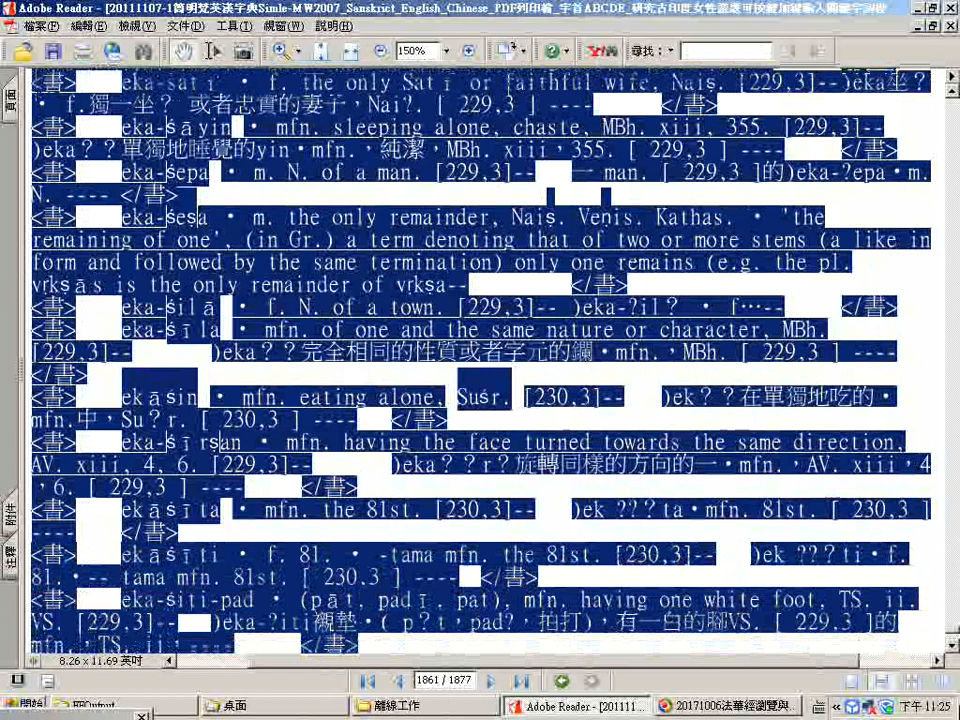 Adobe Reader - [20111107-1簡明梵英漢字典Simle-MW2007_Sanskrict_English_Chinese_PDF列印檔_字首ABCDE_研究古印度女性
檔案(F) 編輯(E) 檢視(V) 文件(D) 工具(T) 視窗(W) 說明(H)
150% 尋找:
頁面
<書> eka-satī • f. the only Satī or faithful wife, Naiṣ. [229,3]--)eka坐?
• f.獨一坐? 或者忠實的妻子，Nai?. [ 229,3 ] ---- </書>
<書> eka-śāyin • mfn. sleeping alone, chaste, MBh. xiii, 355. [229,3]--
)eka??單獨地睡覺的yin•mfn.，純潔，MBh. xiii，355. [ 229,3 ] ---- </書>
<書> eka-śepa • m. N. of a man. [229,3]-- 一 man. [ 229,3 ]的)eka-?epa•m.
N. ---- </書>
<書> eka-śeṣa • m. the only remainder, Naiṣ. Veṇis. Kathas. • 'the
remaining of one', (in Gr.) a term denoting that of two or more stems (a like in
form and followed by the same termination) only one remains (e.g. the pl.
vṛkṣās is the only remainder of vṛkṣa-- </書>
<書> eka-śilā • f. N. of a town. [229,3]-- )eka-?il? • f…-- </書>
<書> eka-śīla • mfn. of one and the same nature or character, MBh.
[229,3]-- )eka??完全相同的性質或者字元的鑭•mfn.，MBh. [ 229,3 ] ----
</書>
<書> ekāśin • mfn. eating alone, Suśr. [230,3]-- )ek??在單獨地吃的•
mfn.中，Su?r. [ 230,3 ] ---- </書>
<書> eka-śīrṣan • mfn. having the face turned towards the same direction,
AV. xiii, 4, 6. [229,3]-- )eka??r?旋轉同樣的方向的一•mfn.，AV. xiii，4
，6. [ 229,3 ] ---- </書>
<書> ekāśīta • mfn. the 81st. [230,3]-- )ek ???ta•mfn. 81st. [ 230,3 ]
---- </書>
<書> ekāśīti • f. 81. • -tama mfn. the 81st. [230,3]-- )ek ???ti•f.
81.•-- tama mfn. 81st. [ 230.3 ] ---- </書>
<書> eka-śiti-pad • (pāt, padī, pat), mfn. having one white foot, TS. ii.
VS. [229,3]-- )eka-?iti襯墊•( p?t，pad?，拍打)，有一白的腳VS. [ 229.3 ]的
mfn.，TS. ii，---- </書>
附件
注釋
8.26 x 11.69 英吋
1861 / 1877
開始 桌面 離線工作 Adobe Reader - [201111... 20171006法華經瀏覽與... 下午 11:25